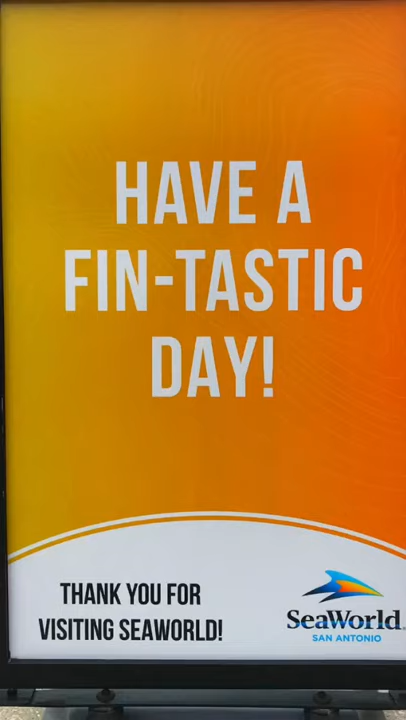 HAVE A
FIN-TASTIC
DAY!
THANK YOU FOR
VISITING SEAWORLD!
SeaWorld
SAN ANTONIO